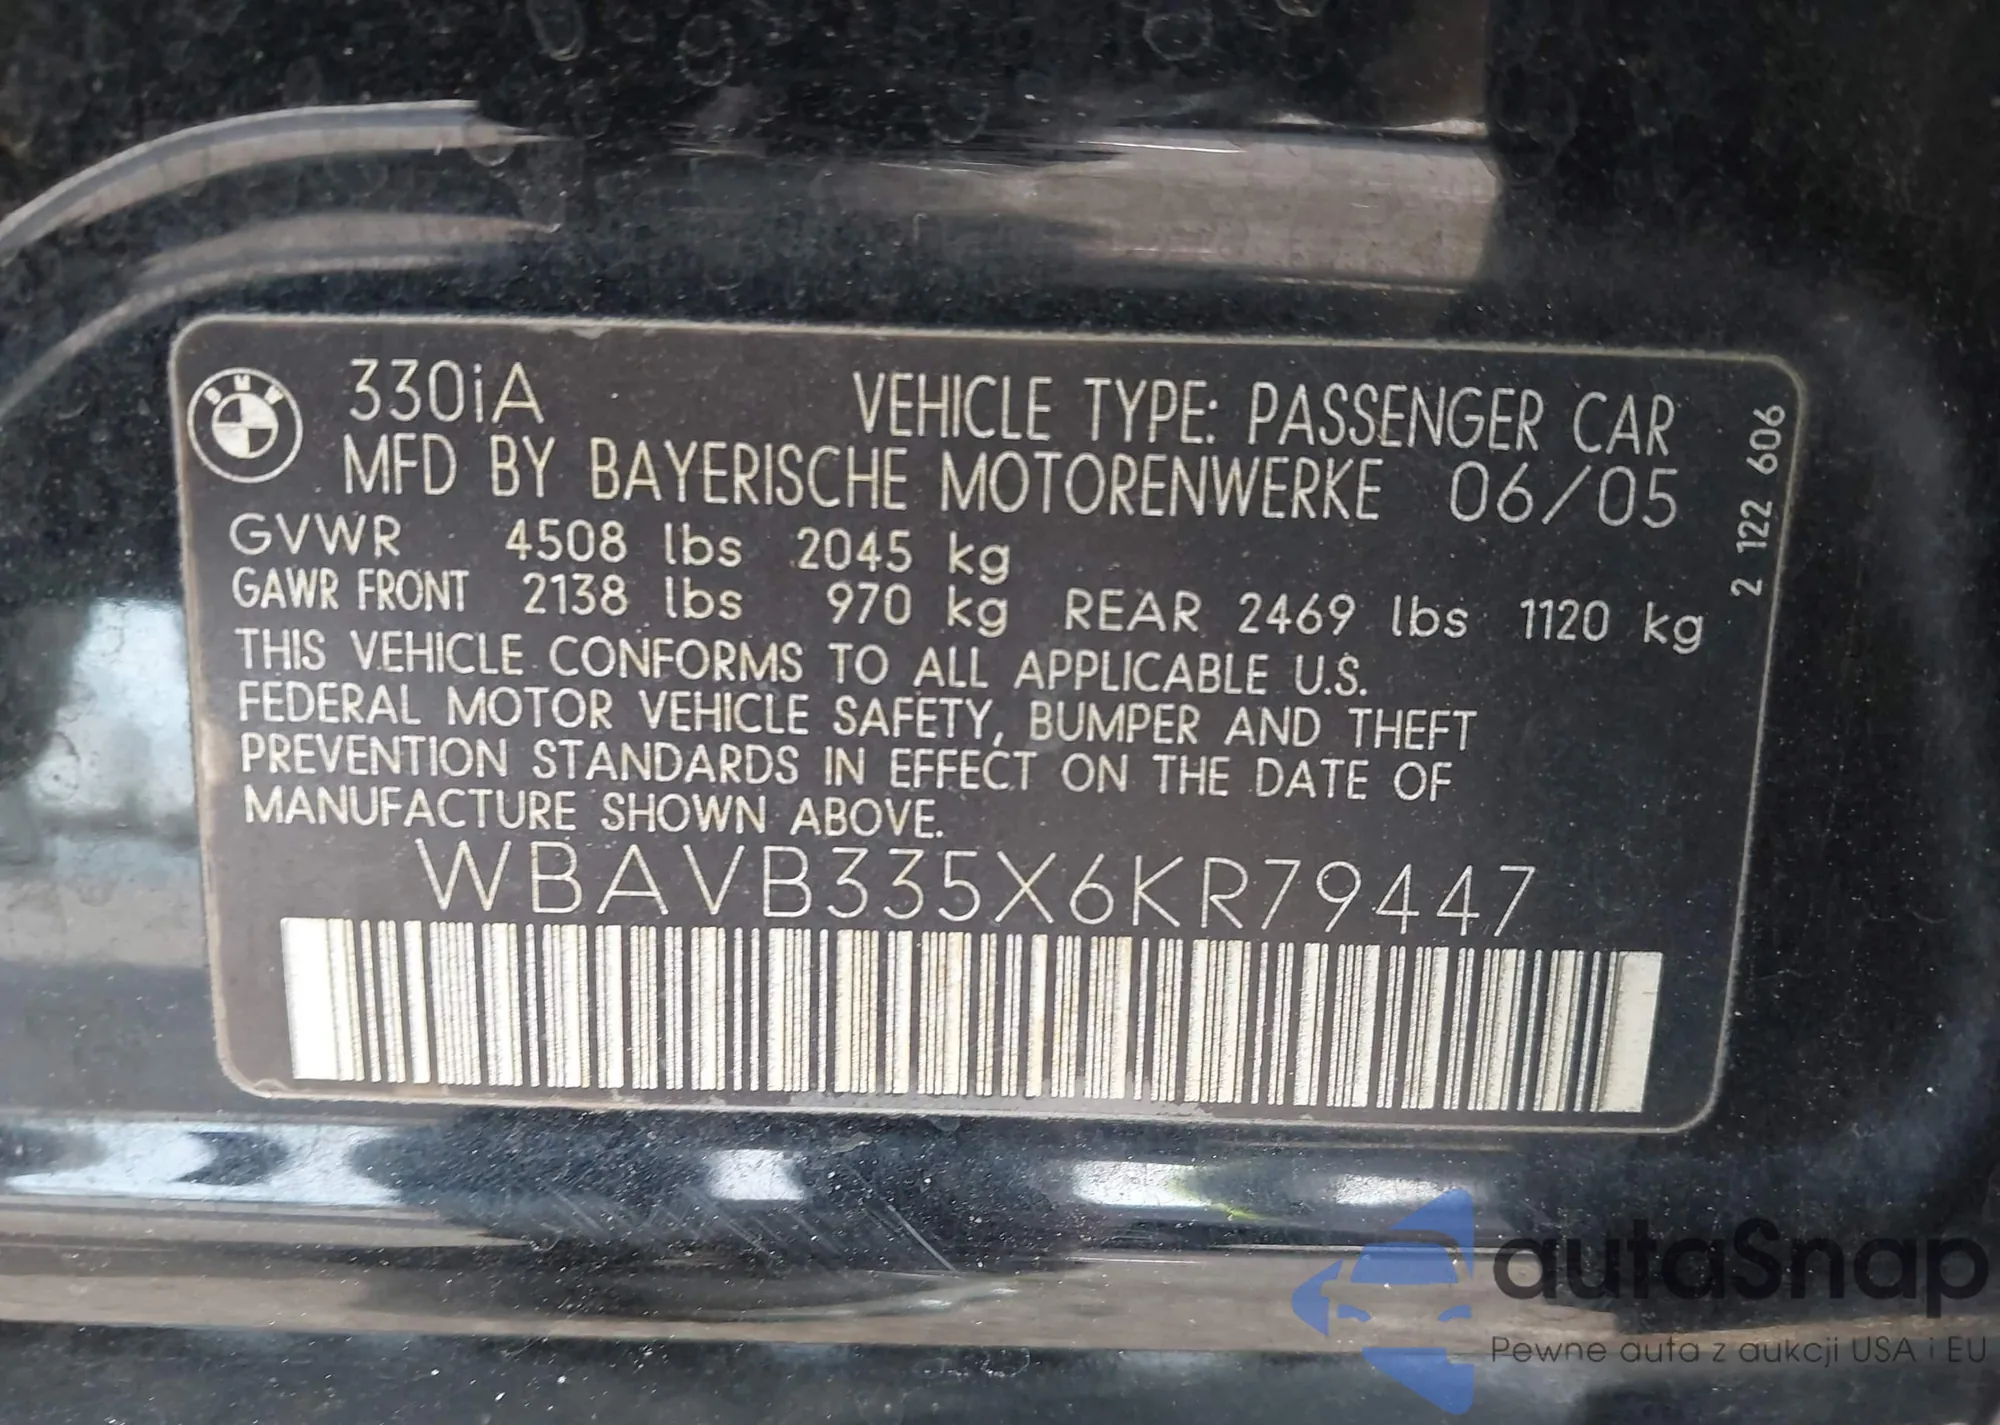 BMW
330iA
VEHICLE TYPE: PASSENGER CAR
MFD BY BAYERISCHE MOTORENWERKE 06/05
GVWR 4508 lbs 2045 kg
GAWR FRONT 2138 lbs 970 kg REAR 2469 lbs 1120 kg
THIS VEHICLE CONFORMS TO ALL APPLICABLE U.S.
FEDERAL MOTOR VEHICLE SAFETY, BUMPER AND THEFT
PREVENTION STANDARDS IN EFFECT ON THE DATE OF
MANUFACTURE SHOWN ABOVE.
WBAVB335X6KR79447
2 122 606
autaSnap
Pewne auta z aukcji USA i EU